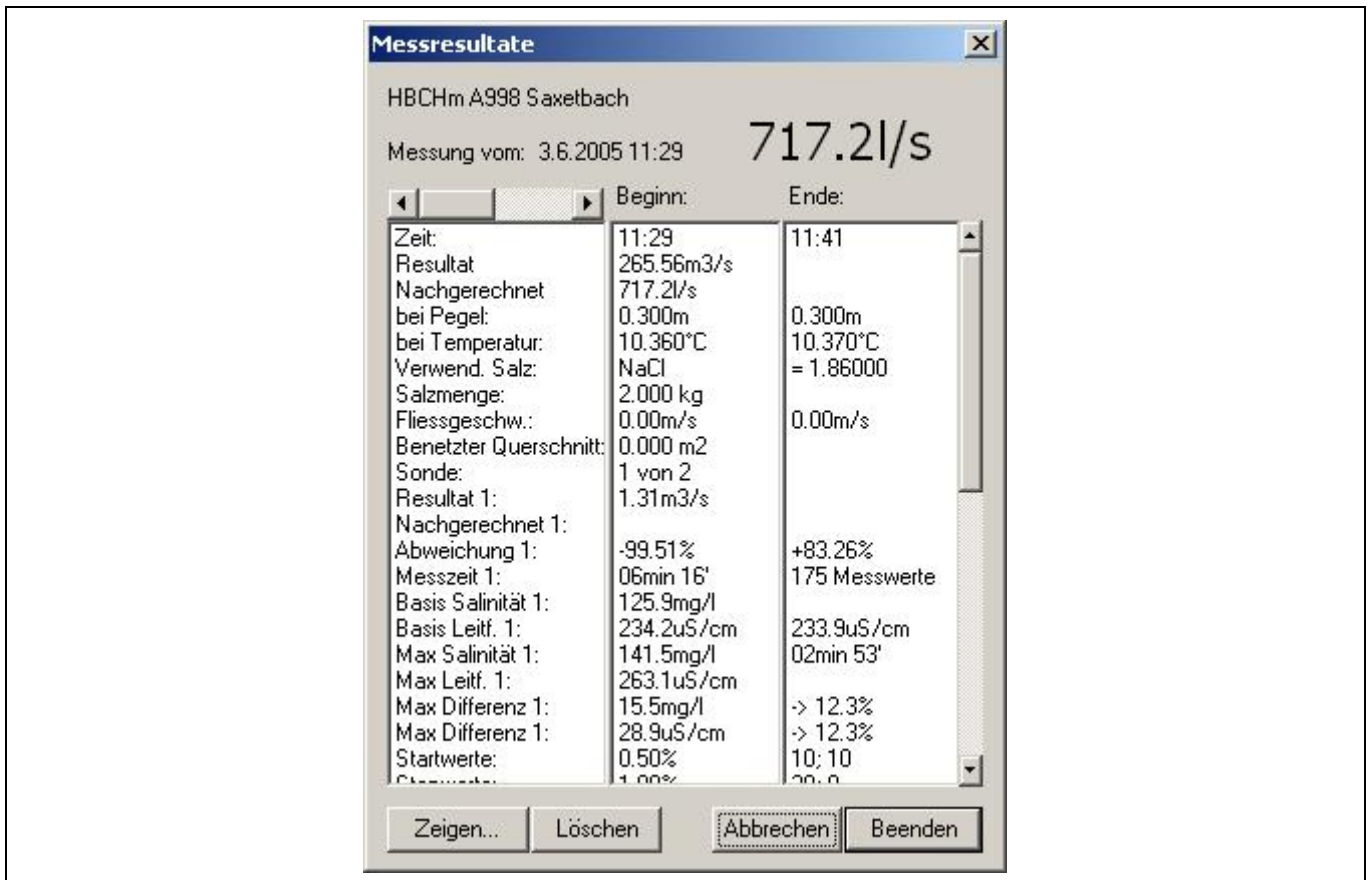 Messresultate
HBCHm A998 Saxetbach
Messung vom: 3.6.2005 11:29 717.2l/s
Beginn: Ende:
Zeit: 11:29 11:41
Resultat 265.56m3/s
Nachgerechnet 717.2l/s
bei Pegel: 0.300m 0.300m
bei Temperatur: 10.360°C 10.370°C
Verwend. Salz: NaCl = 1.86000
Salzmenge: 2.000 kg
Fliessgeschw.: 0.00m/s 0.00m/s
Benetzter Querschnitt: 0.000 m2
Sonde: 1 von 2
Resultat 1: 1.31m3/s
Nachgerechnet 1:
Abweichung 1: -99.51% +83.26%
Messzeit 1: 06min 16' 175 Messwerte
Basis Salinität 1: 125.9mg/l
Basis Leitf. 1: 234.2uS/cm 233.9uS/cm
Max Salinität 1: 141.5mg/l 02min 53'
Max Leitf. 1: 263.1uS/cm
Max Differenz 1: 15.5mg/l -> 12.3%
Max Differenz 1: 28.9uS/cm -> 12.3%
Startwerte: 0.50% 10; 10
Zeigen... Löschen Abbrechen Beenden